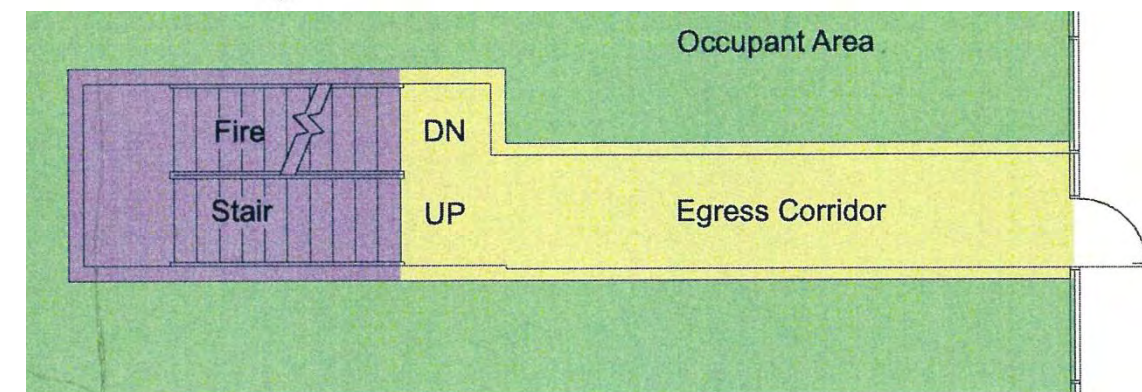 Occupant Area
Fire
DN
Stair
UP
Egress Corridor